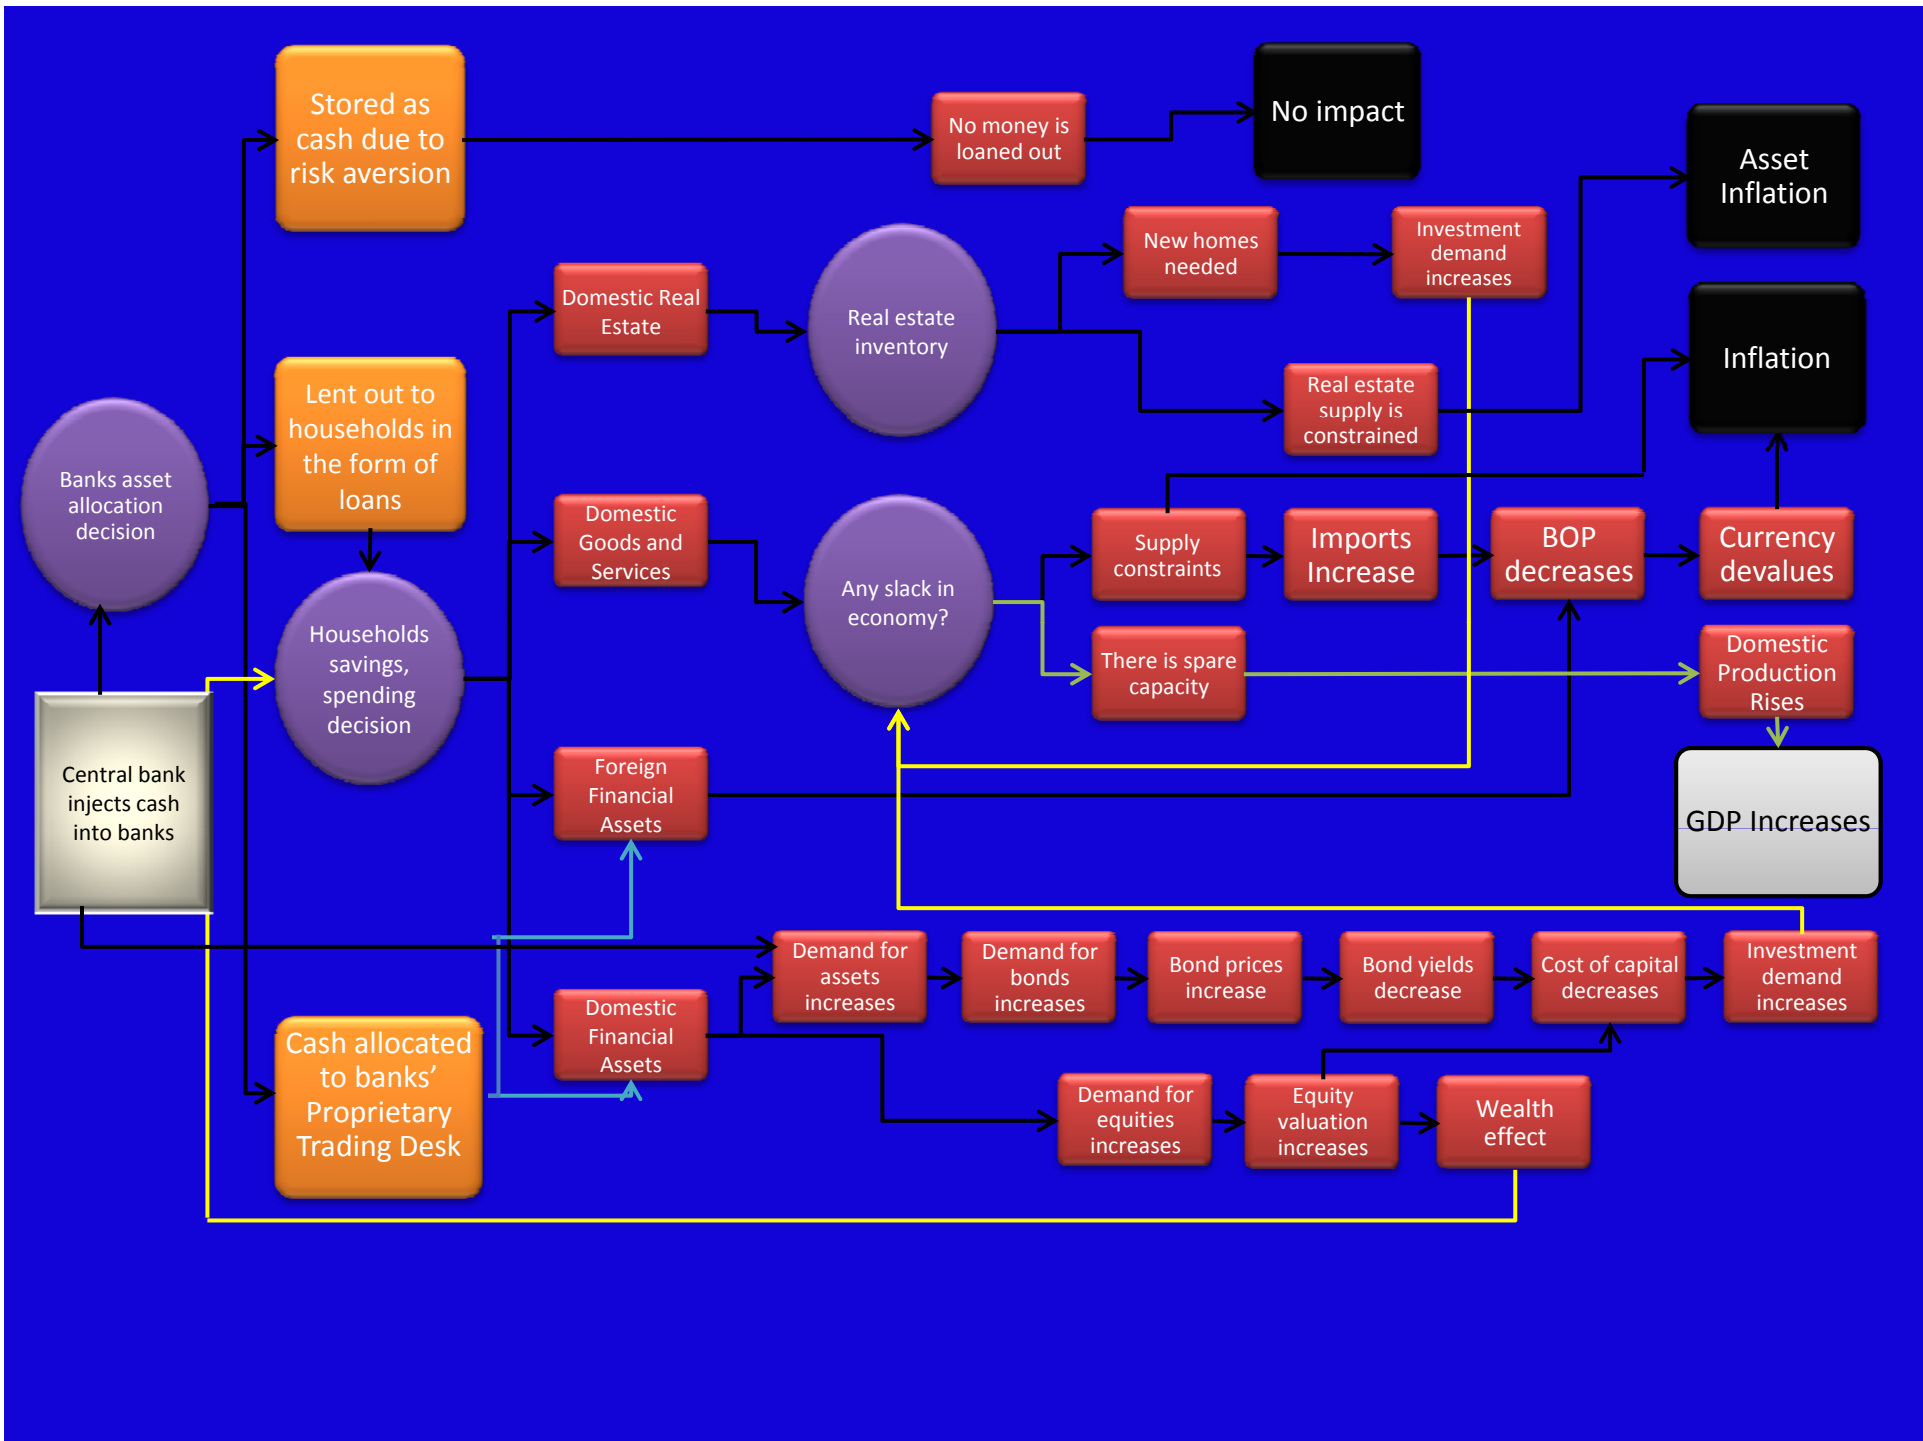 Stored as
cash due to
risk aversion
No money is
loaned out
No impact
Asset
Inflation
New homes
needed
Investment
demand
increases
Domestic Real
Estate
Real estate
inventory
Inflation
Lent out to
households in
the form of
loans
Real estate
supply is
constrained
Banks asset
allocation
decision
Domestic
Goods and
Services
Any slack in
economy?
Supply
constraints
Imports
Increase
BOP
decreases
Currency
devalues
Households
savings,
spending
decision
There is spare
capacity
Domestic
Production
Rises
Central bank
injects cash
into banks
Foreign
Financial
Assets
GDP Increases
Demand for
assets
increases
Demand for
bonds
increases
Bond prices
increase
Bond yields
decrease
Cost of capital
decreases
Investment
demand
increases
Domestic
Financial
Assets
Cash allocated
to banks’
Proprietary
Trading Desk
Demand for
equities
increases
Equity
valuation
increases
Wealth
effect